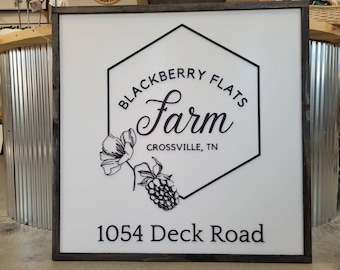 BLACKBERRY FLATS
Farm
CROSSVILLE, TN
1054 Deck Road